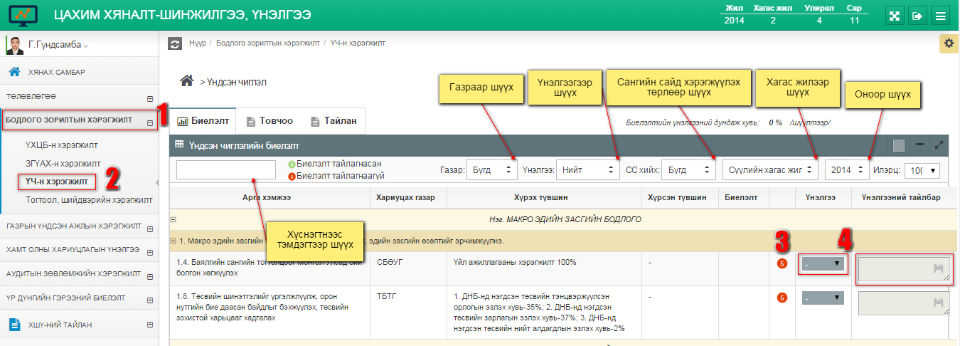 ЦАХИМ ХЯНАЛТ-ШИНЖИЛГЭЭ, ҮНЭЛГЭЭ
Жил Хагас жил Улирал Сар
2014 2 4 11
Г.Гүндсамба
Нүүр / Бодлого зорилтын хэрэгжилт / ҮЧ-н хэрэгжилт
ХЯНАХ САМБАР
ТӨЛӨВЛӨГӨӨ
1
БОДЛОГО ЗОРИЛТЫН ХЭРЭГЖИЛТ
ҮХЦБ-н хэрэгжилт
ЗГҮАХ-н хэрэгжилт
ҮЧ-н хэрэгжилт
2
Тогтоол, шийдвэрийн хэрэгжилт
ГАЗРЫН ҮНДСЭН АЖЛЫН ХЭРЭГЖИЛТ
ХАМТ ОЛНЫ ХАРИУЦЛАГЫН ҮНЭЛГЭЭ
АУДИТЫН ЗӨВЛӨМЖИЙН ХЭРЭГЖИЛТ
ҮР ДҮНГИЙН ГЭРЭЭНИЙ БИЕЛЭЛТ
ХШҮ-НИЙ ТАЙЛАН
> Үндсэн чиглэл
Газраар шүүх
Үнэлгээгээр шүүх
Сангийн сайд хэрэгжүүлэх төрлөөр шүүх
Хагас жилээр шүүх
Оноор шүүх
Биелэлт Товчоо Тайлан
Биелэлтийн үнэлгээний дундаж хувь: 0 % /шүүлтээр/
Үндсэн чиглэлийн биелэлт
Биелэлт тайлагнасан
Биелэлт тайлагнаагүй
Газар: Бүгд Үнэлгээ: Нийт СС хийх: Бүгд Сүүлийн хагас жил 2014 Илэрц: 10(
Арга хэмжээ Хариуцах газар Хүрэх түвшин Хүрсэн түвшин Биелэлт Үнэлгээ Үнэлгээний тайлбар
Хүснэгтнээс тэмдэгтээр шүүх
Нэг. МАКРО ЭДИЙН ЗАСГИЙН БОДЛОГО
1. Макро эдийн засгийн эдийн засгийн өсөлтийг эрчимжүүлнэ.
3
4
1.4. Баялгийн сангийн тогтолцоог Монгол Улсад бий болгон хөгжүүлэх СБӨУГ Үйл ажиллагааны хэрэгжилт 100% - Б -
1.8. Төсвийн шинэтгэлийг үргэлжлүүлж, орон нутгийн бие даасан байдлыг бэхжүүлэх, төсвийн зохистой харьцааг хадгалах ТБТГ 1. ДНБ-нд нэгдсэн төсвийн тэнцвэржүүлсэн орлогын эзлэх хувь-35%; 2. ДНБ-нд нэгдсэн төсвийн зарлагын эзлэх хувь-37%; 3. ДНБ-нд нэгдсэн төсвийн нийт алдагдлын эзлэх хувь-2% - Б -